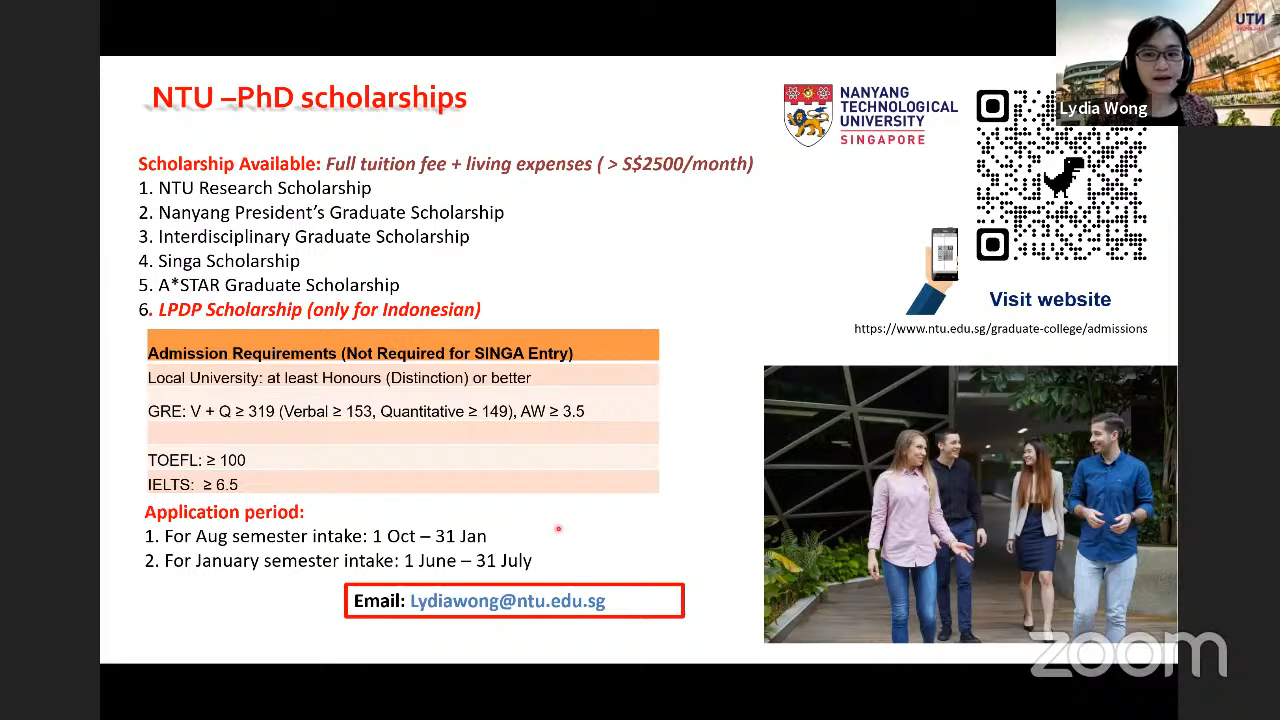 NTU –PhD scholarships
NANYANG
TECHNOLOGICAL
UNIVERSITY
SINGAPORE
NTU
Lydia Wong
Scholarship Available: Full tuition fee + living expenses ( > S$2500/month)
1. NTU Research Scholarship
2. Nanyang President's Graduate Scholarship
3. Interdisciplinary Graduate Scholarship
4. Singa Scholarship
5. A*STAR Graduate Scholarship
6. LPDP Scholarship (only for Indonesian)
Visit website
https://www.ntu.edu.sg/graduate-college/admissions
Admission Requirements (Not Required for SINGA Entry)
Local University: at least Honours (Distinction) or better
GRE: V + Q ≥ 319 (Verbal ≥ 153, Quantitative ≥ 149), AW ≥ 3.5
TOEFL: ≥ 100
IELTS: ≥ 6.5
Application period:
1. For Aug semester intake: 1 Oct – 31 Jan
2. For January semester intake: 1 June – 31 July
Email: Lydiawong@ntu.edu.sg
zoom